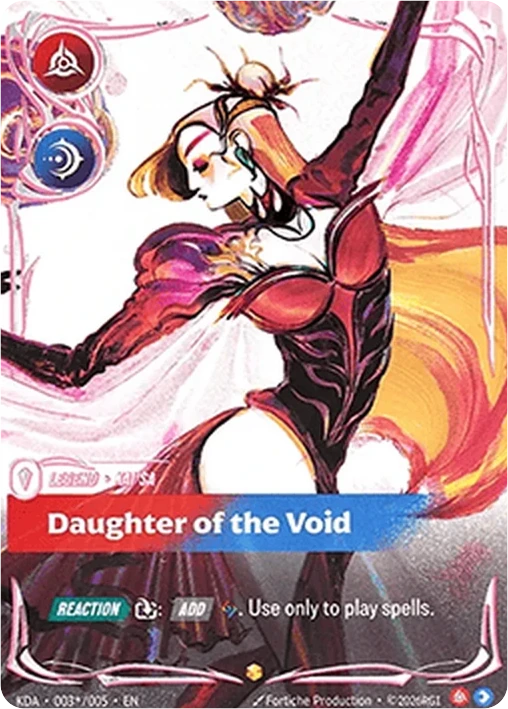 LEGEND • KAI'SA
Daughter of the Void
REACTION : ADD . Use only to play spells.
KDA • 003*/005 • EN
Fortiche Production • ©2026RGI